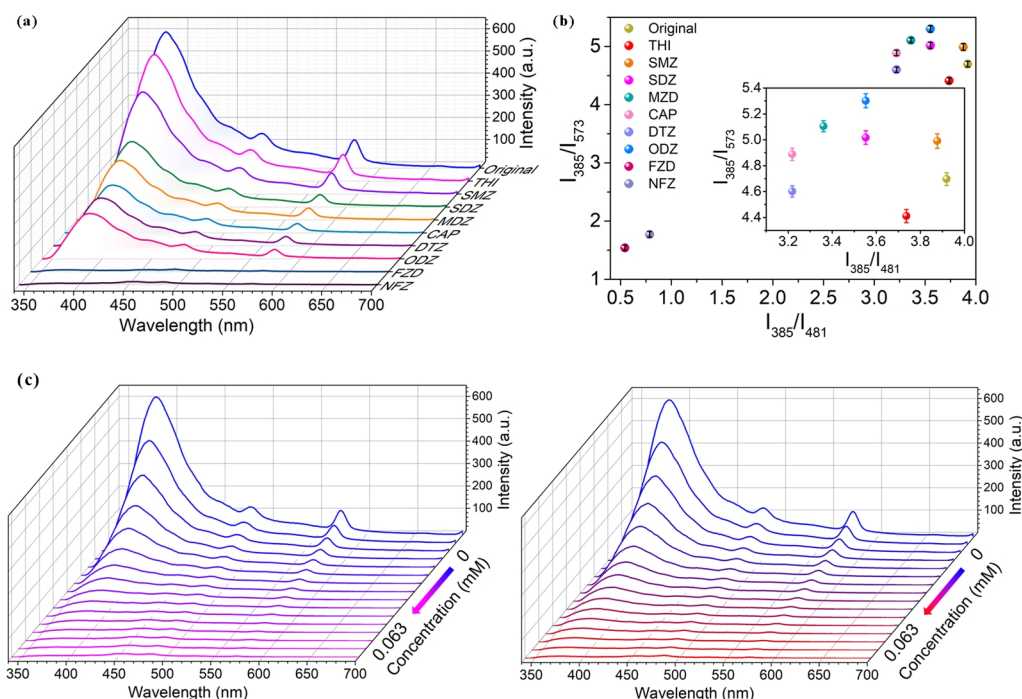 (a)
600
500
400
300
200
100
Intensity (a.u.)
Original
THI
SMZ
SDZ
MDZ
CAP
DTZ
ODZ
FZD
NFZ
350 400 450 500 550 600 650 700
Wavelength (nm)
(b)
5
4
3
2
1
I385/I573
Original
THI
SMZ
SDZ
MZD
CAP
DTZ
ODZ
FZD
NFZ
5.4
5.2
5.0
4.8
4.6
4.4
I385/I573
3.2 3.4 3.6 3.8 4.0
I385/I481
0.5 1.0 1.5 2.0 2.5 3.0 3.5 4.0
I385/I481
(c)
600
500
400
300
200
100
Intensity (a.u.)
0
Concentration (mM)
0.063
350 400 450 500 550 600 650 700
Wavelength (nm)
600
500
400
300
200
100
Intensity (a.u.)
0
Concentration (mM)
0.063
350 400 450 500 550 600 650 700
Wavelength (nm)